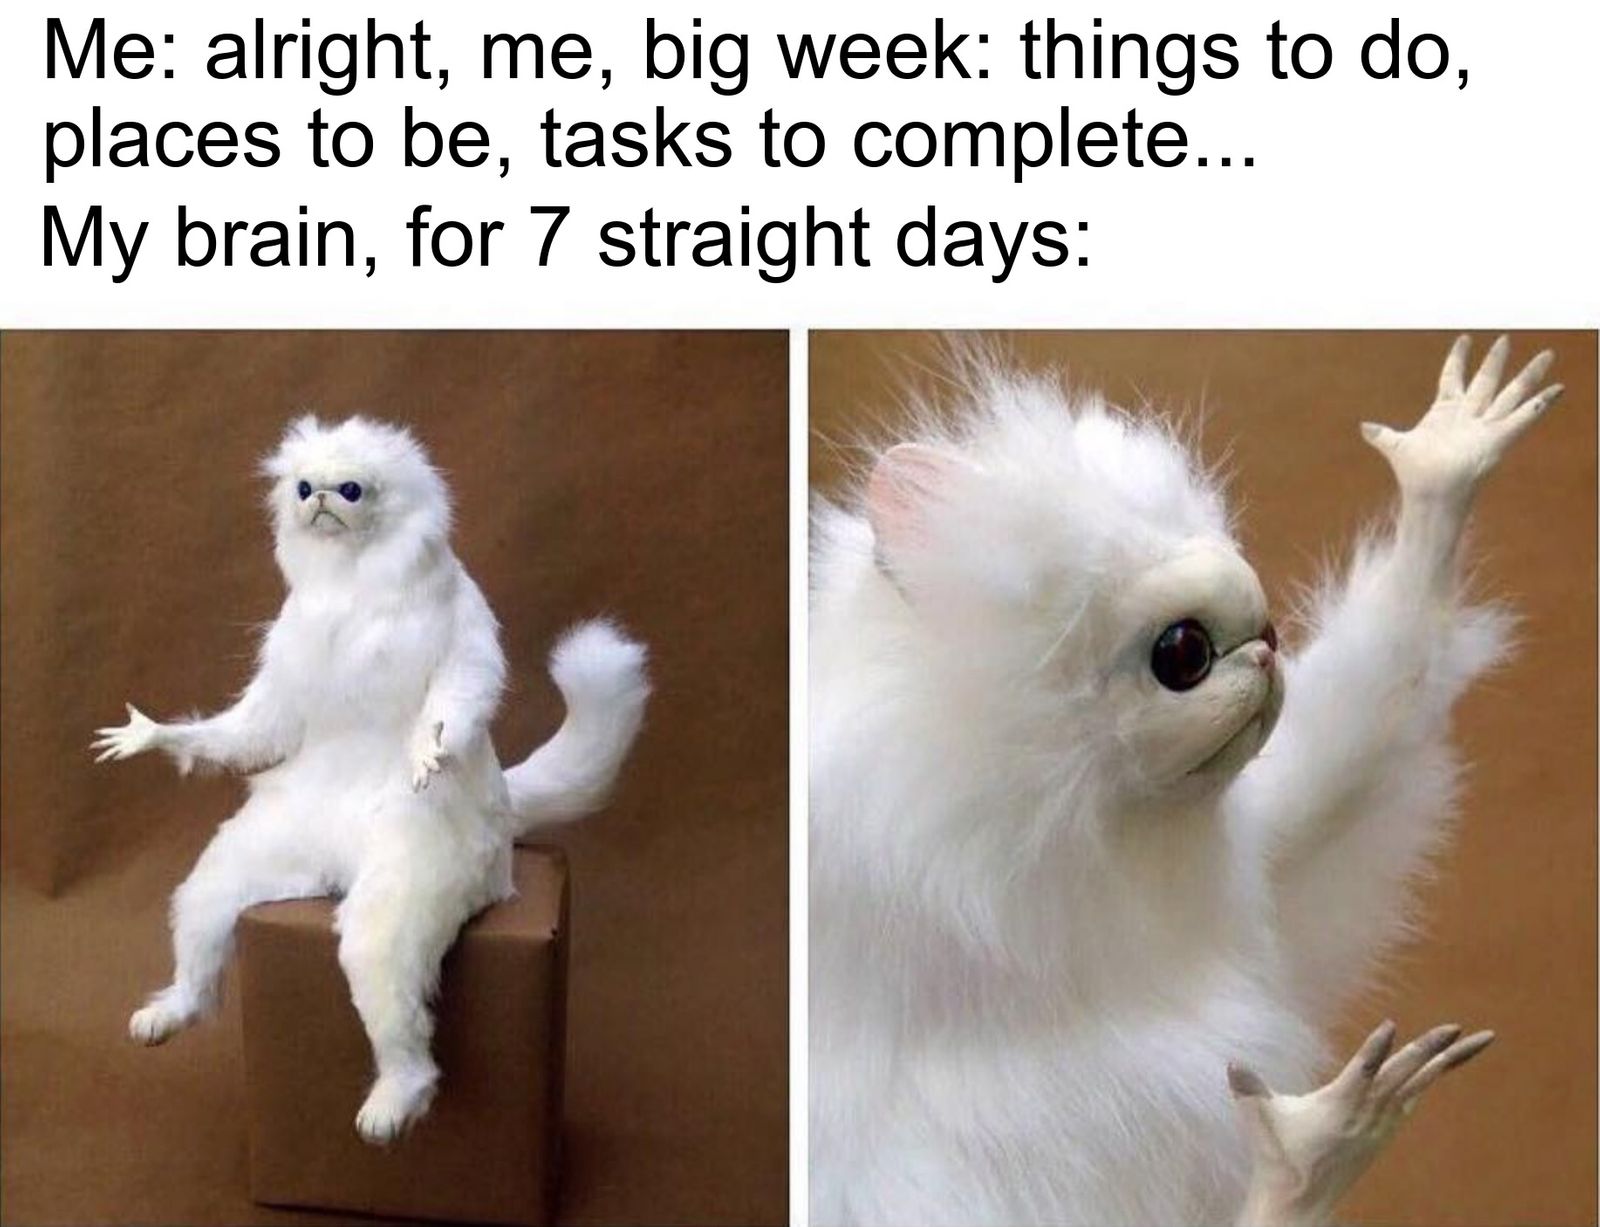 Me: alright, me, big week: things to do,
places to be, tasks to complete...
My brain, for 7 straight days: